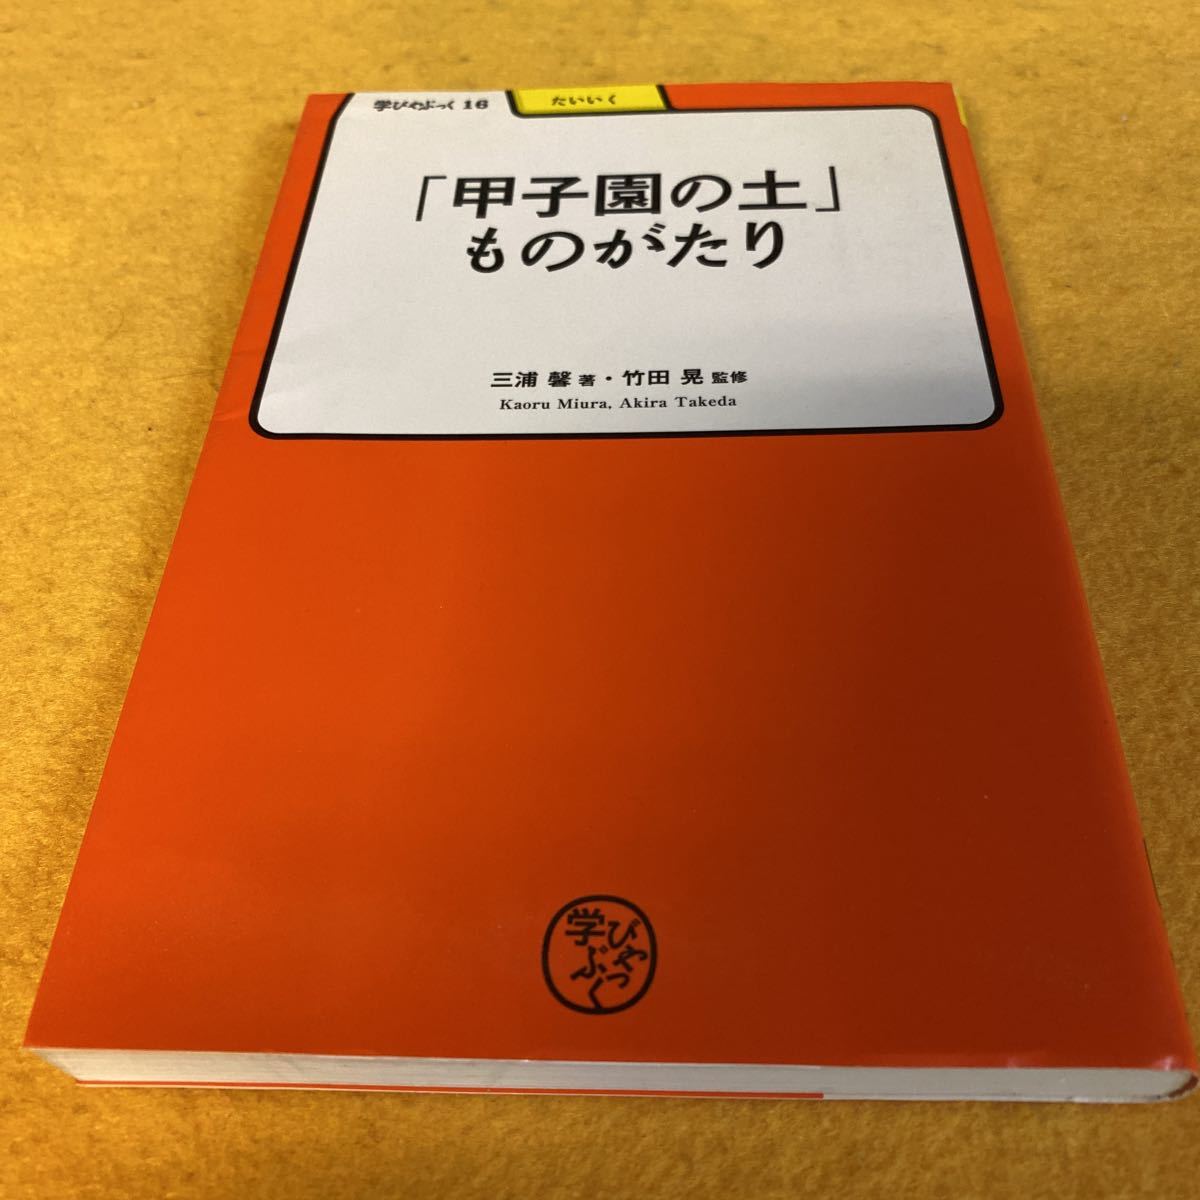 学びやぶっく 16
たいいく
「甲子園の土」
ものがたり
三浦 馨 著・竹田 晃 監修
Kaoru Miura, Akira Takeda
学びやぶっく